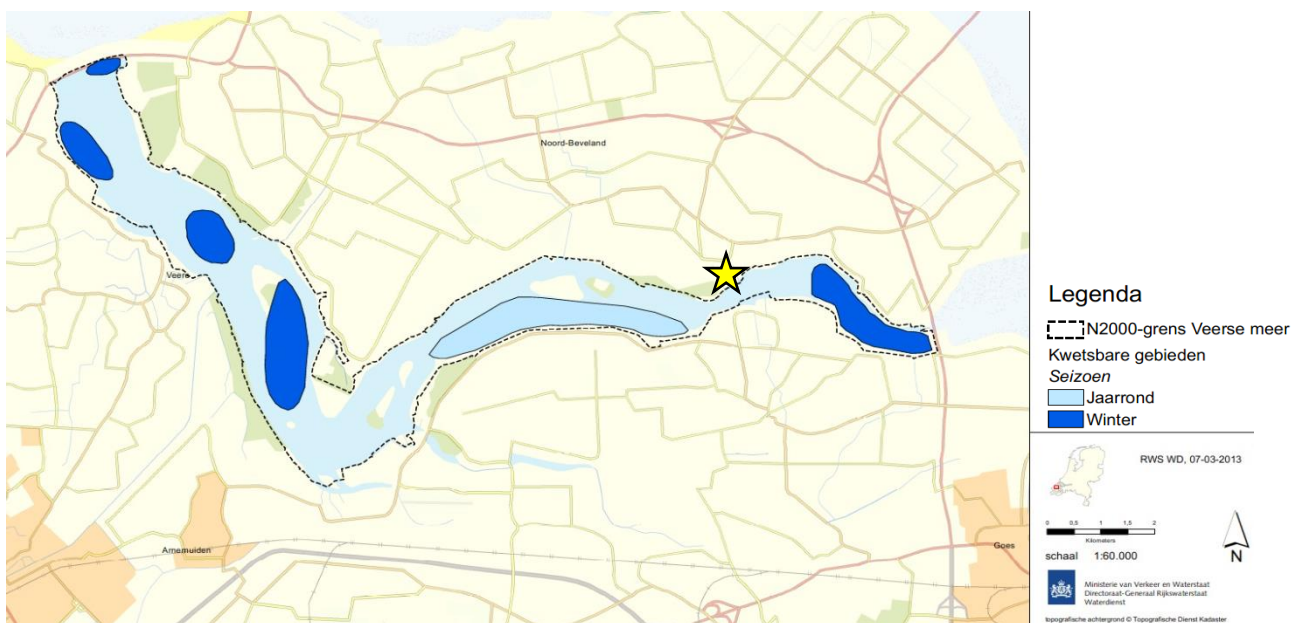 Noord-Beveland
Veere
Arnemuiden
Goes
Legenda
N2000-grens Veerse meer
Kwetsbare gebieden
Seizoen
Jaarrond
Winter
RWS WD, 07-03-2013
0 0,5 1 1,5 2
Kilometers
schaal 1:60.000
N
Ministerie van Verkeer en Waterstaat
Directoraat-Generaal Rijkswaterstaat
Waterdienst
topografische achtergrond © Topografische Dienst Kadaster